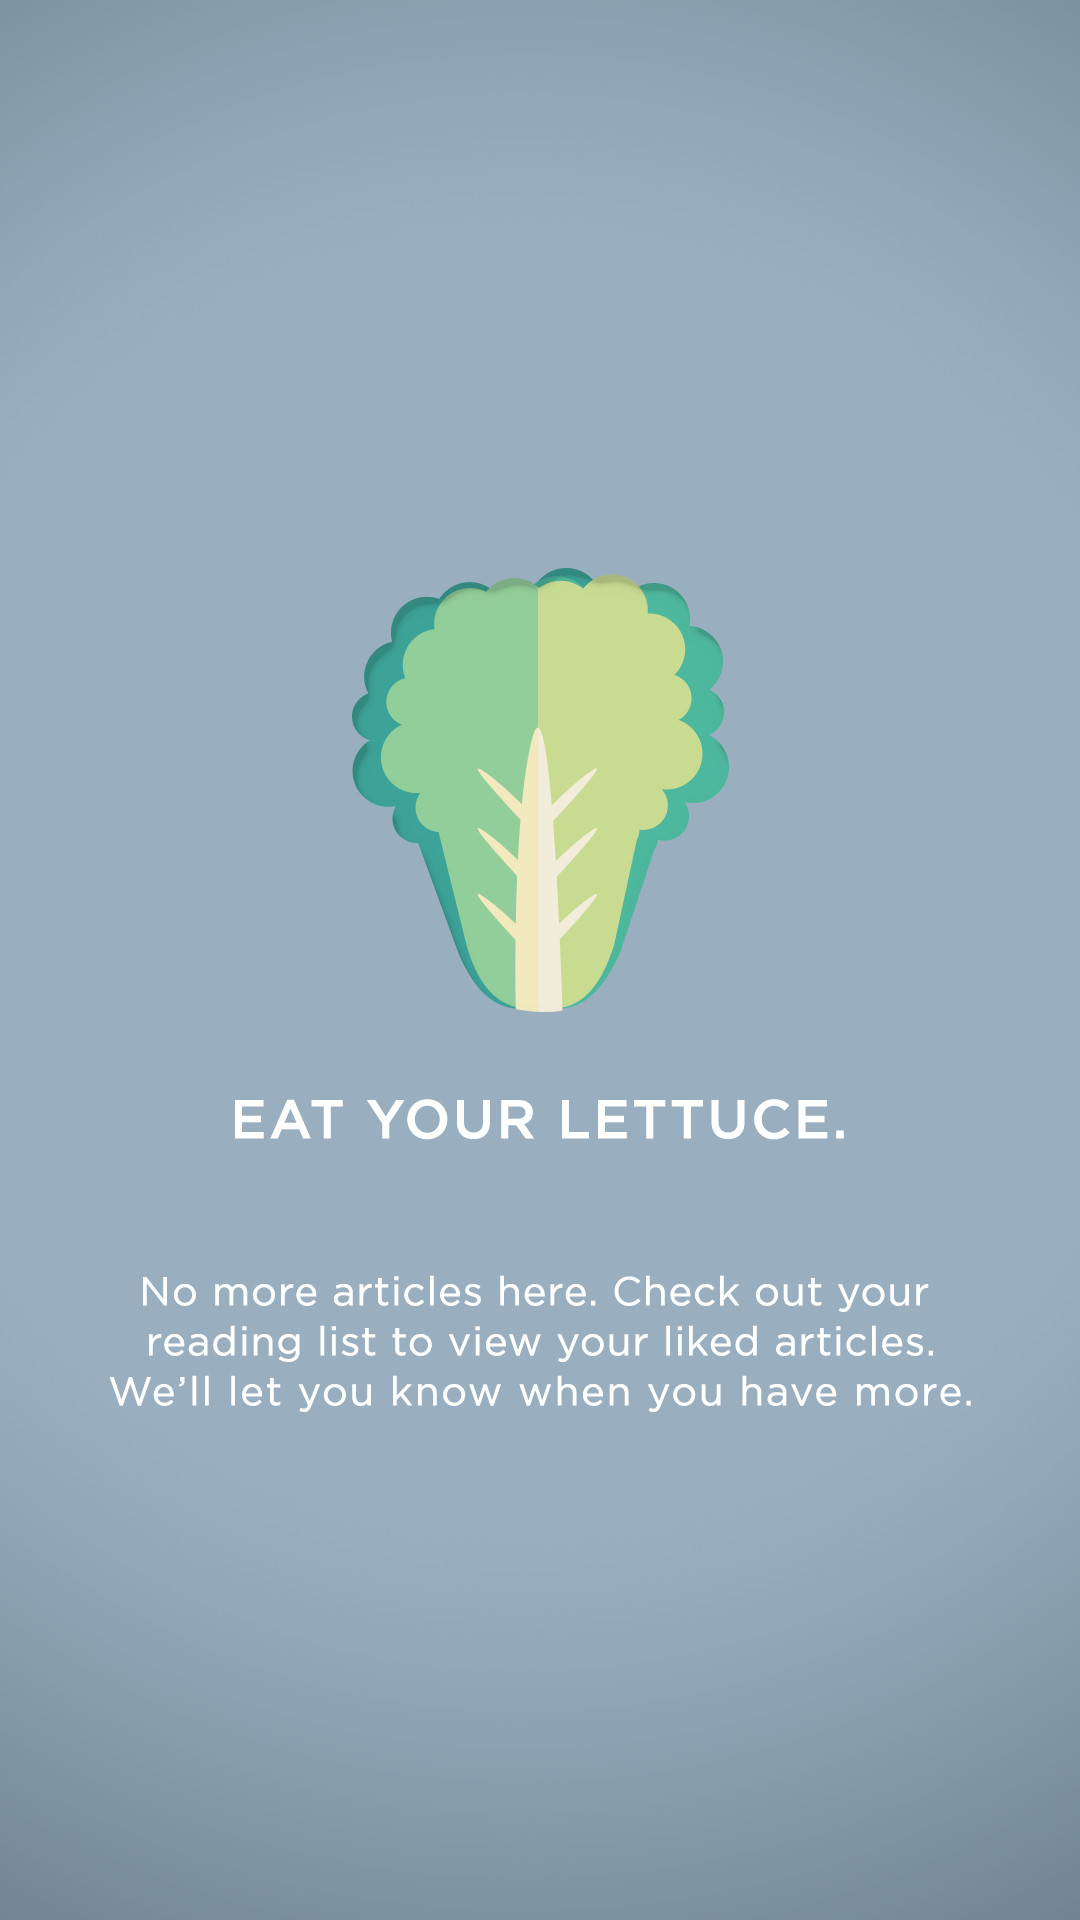 EAT YOUR LETTUCE.
No more articles here. Check out your
reading list to view your liked articles.
We’ll let you know when you have more.